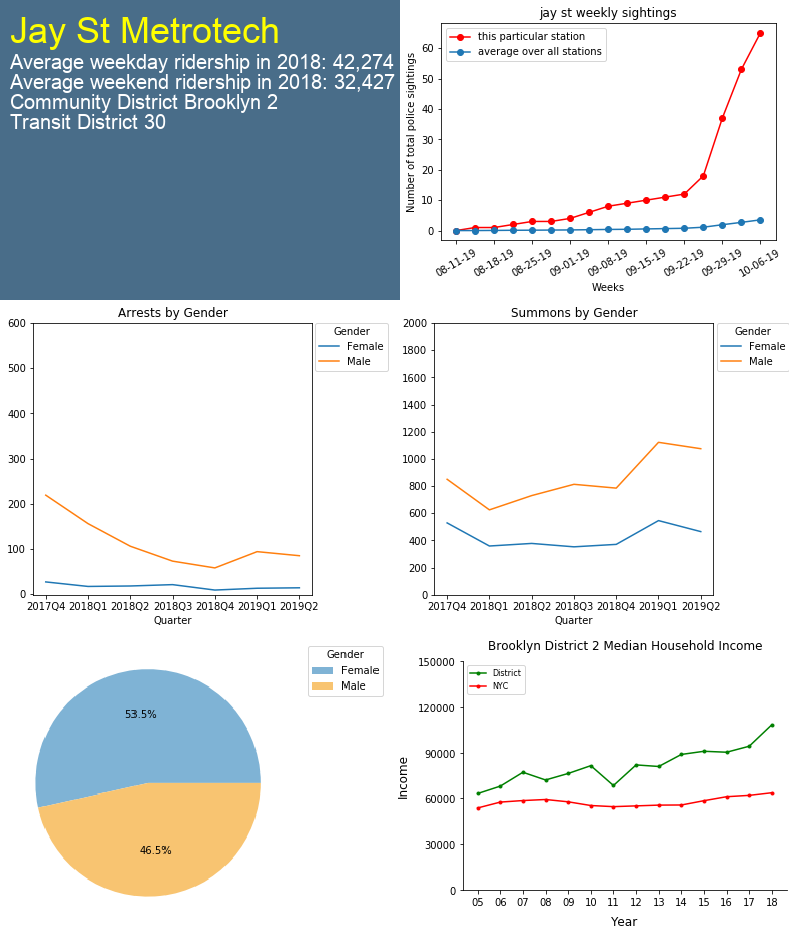 Jay St Metrotech
Average weekday ridership in 2018: 42,274
Average weekend ridership in 2018: 32,427
Community District Brooklyn 2
Transit District 30
jay st weekly sightings
this particular station
average over all stations
Number of total police sightings
60
50
40
30
20
10
0
08-11-19 08-18-19 08-25-19 09-01-19 09-08-19 09-15-19 09-22-19 09-29-19 10-06-19
Weeks
Arrests by Gender
Gender
Female
Male
600
500
400
300
200
100
0
2017Q4 2018Q1 2018Q2 2018Q3 2018Q4 2019Q1 2019Q2
Quarter
Summons by Gender
Gender
Female
Male
2000
1800
1600
1400
1200
1000
800
600
400
200
0
2017Q4 2018Q1 2018Q2 2018Q3 2018Q4 2019Q1 2019Q2
Quarter
Gender
Female
Male
53.5%
46.5%
Brooklyn District 2 Median Household Income
District
NYC
Income
150000
120000
90000
60000
30000
0
05 06 07 08 09 10 11 12 13 14 15 16 17 18
Year